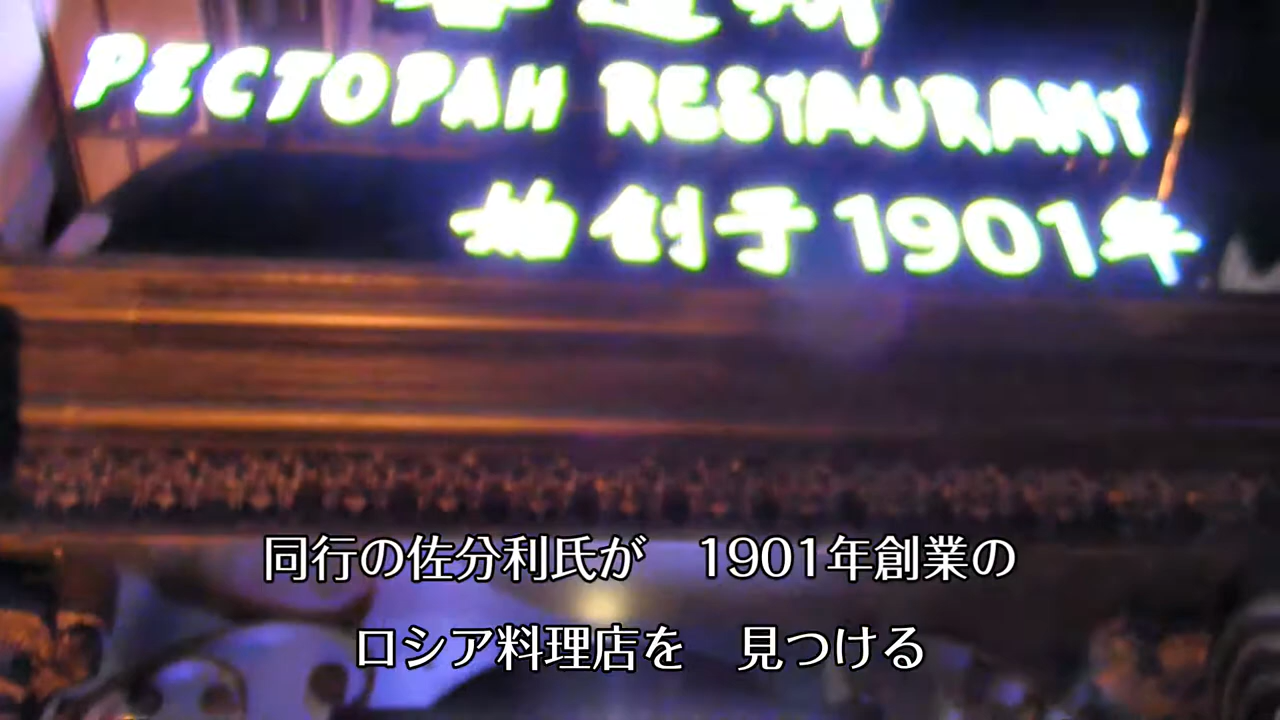 РЕСТОРАН RESTAURANT
始创于1901年
同行の佐分利氏が 1901年創業の
ロシア料理店を 見つける